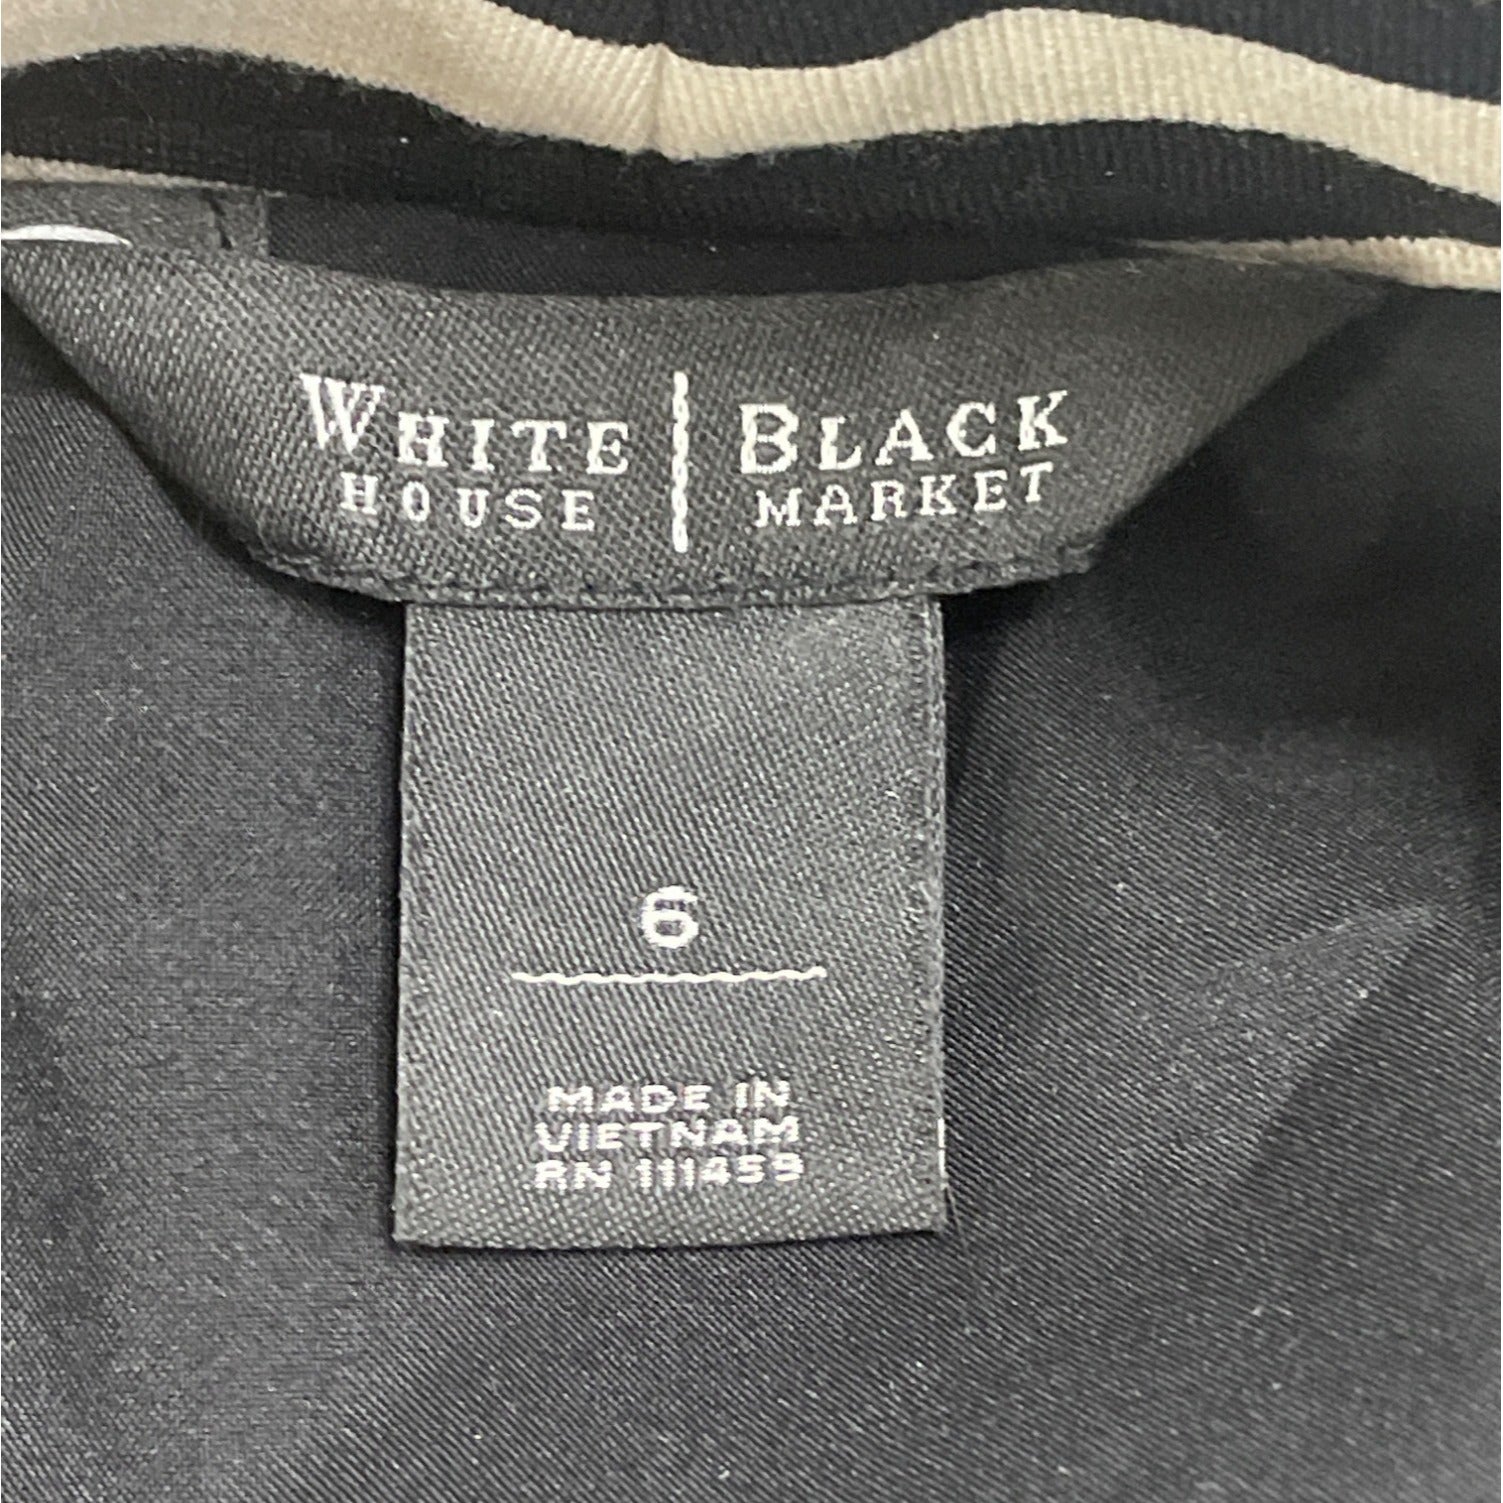 WHITE HOUSE | BLACK MARKET
6
MADE IN
VIETNAM
RN 111459